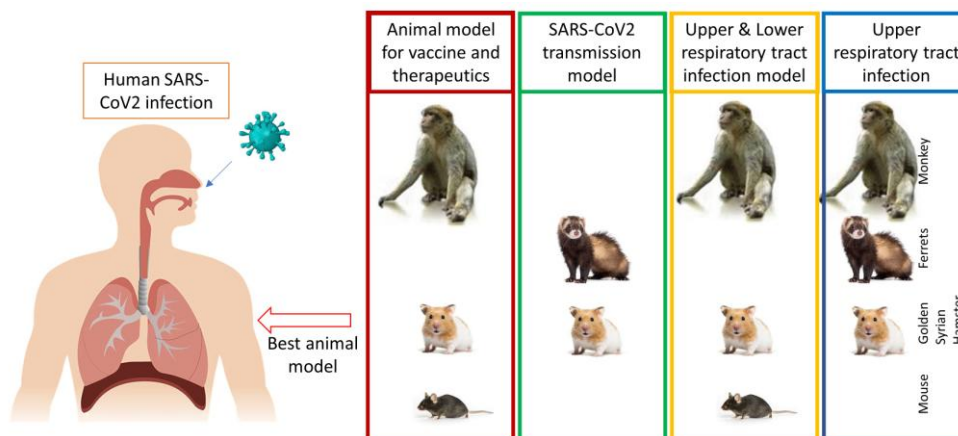 Human SARS-
CoV2 infection
Best animal
model
Animal model
for vaccine and
therapeutics
SARS-CoV2
transmission
model
Upper & Lower
respiratory tract
infection model
Upper
respiratory tract
infection
Monkey
Ferrets
Golden
Syrian
Hamster
Mouse